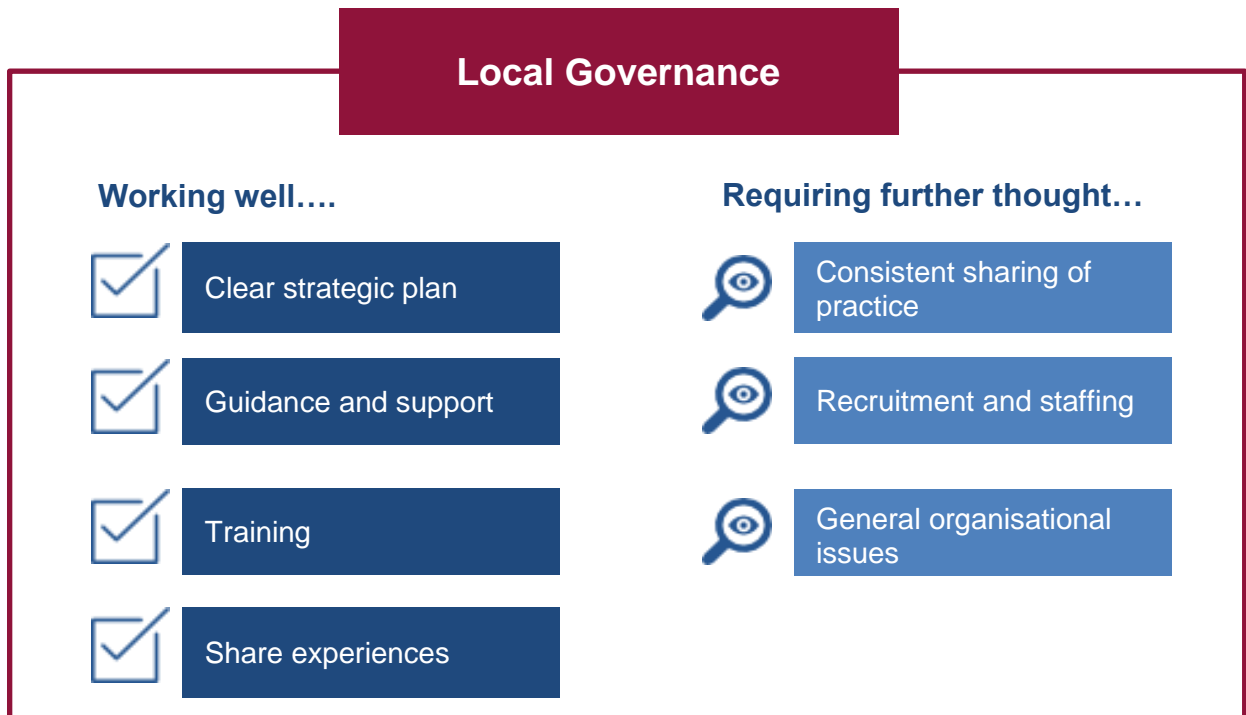 Local Governance
Working well....
Clear strategic plan
Guidance and support
Training
Share experiences
Requiring further thought…
Consistent sharing of
practice
Recruitment and staffing
General organisational
issues